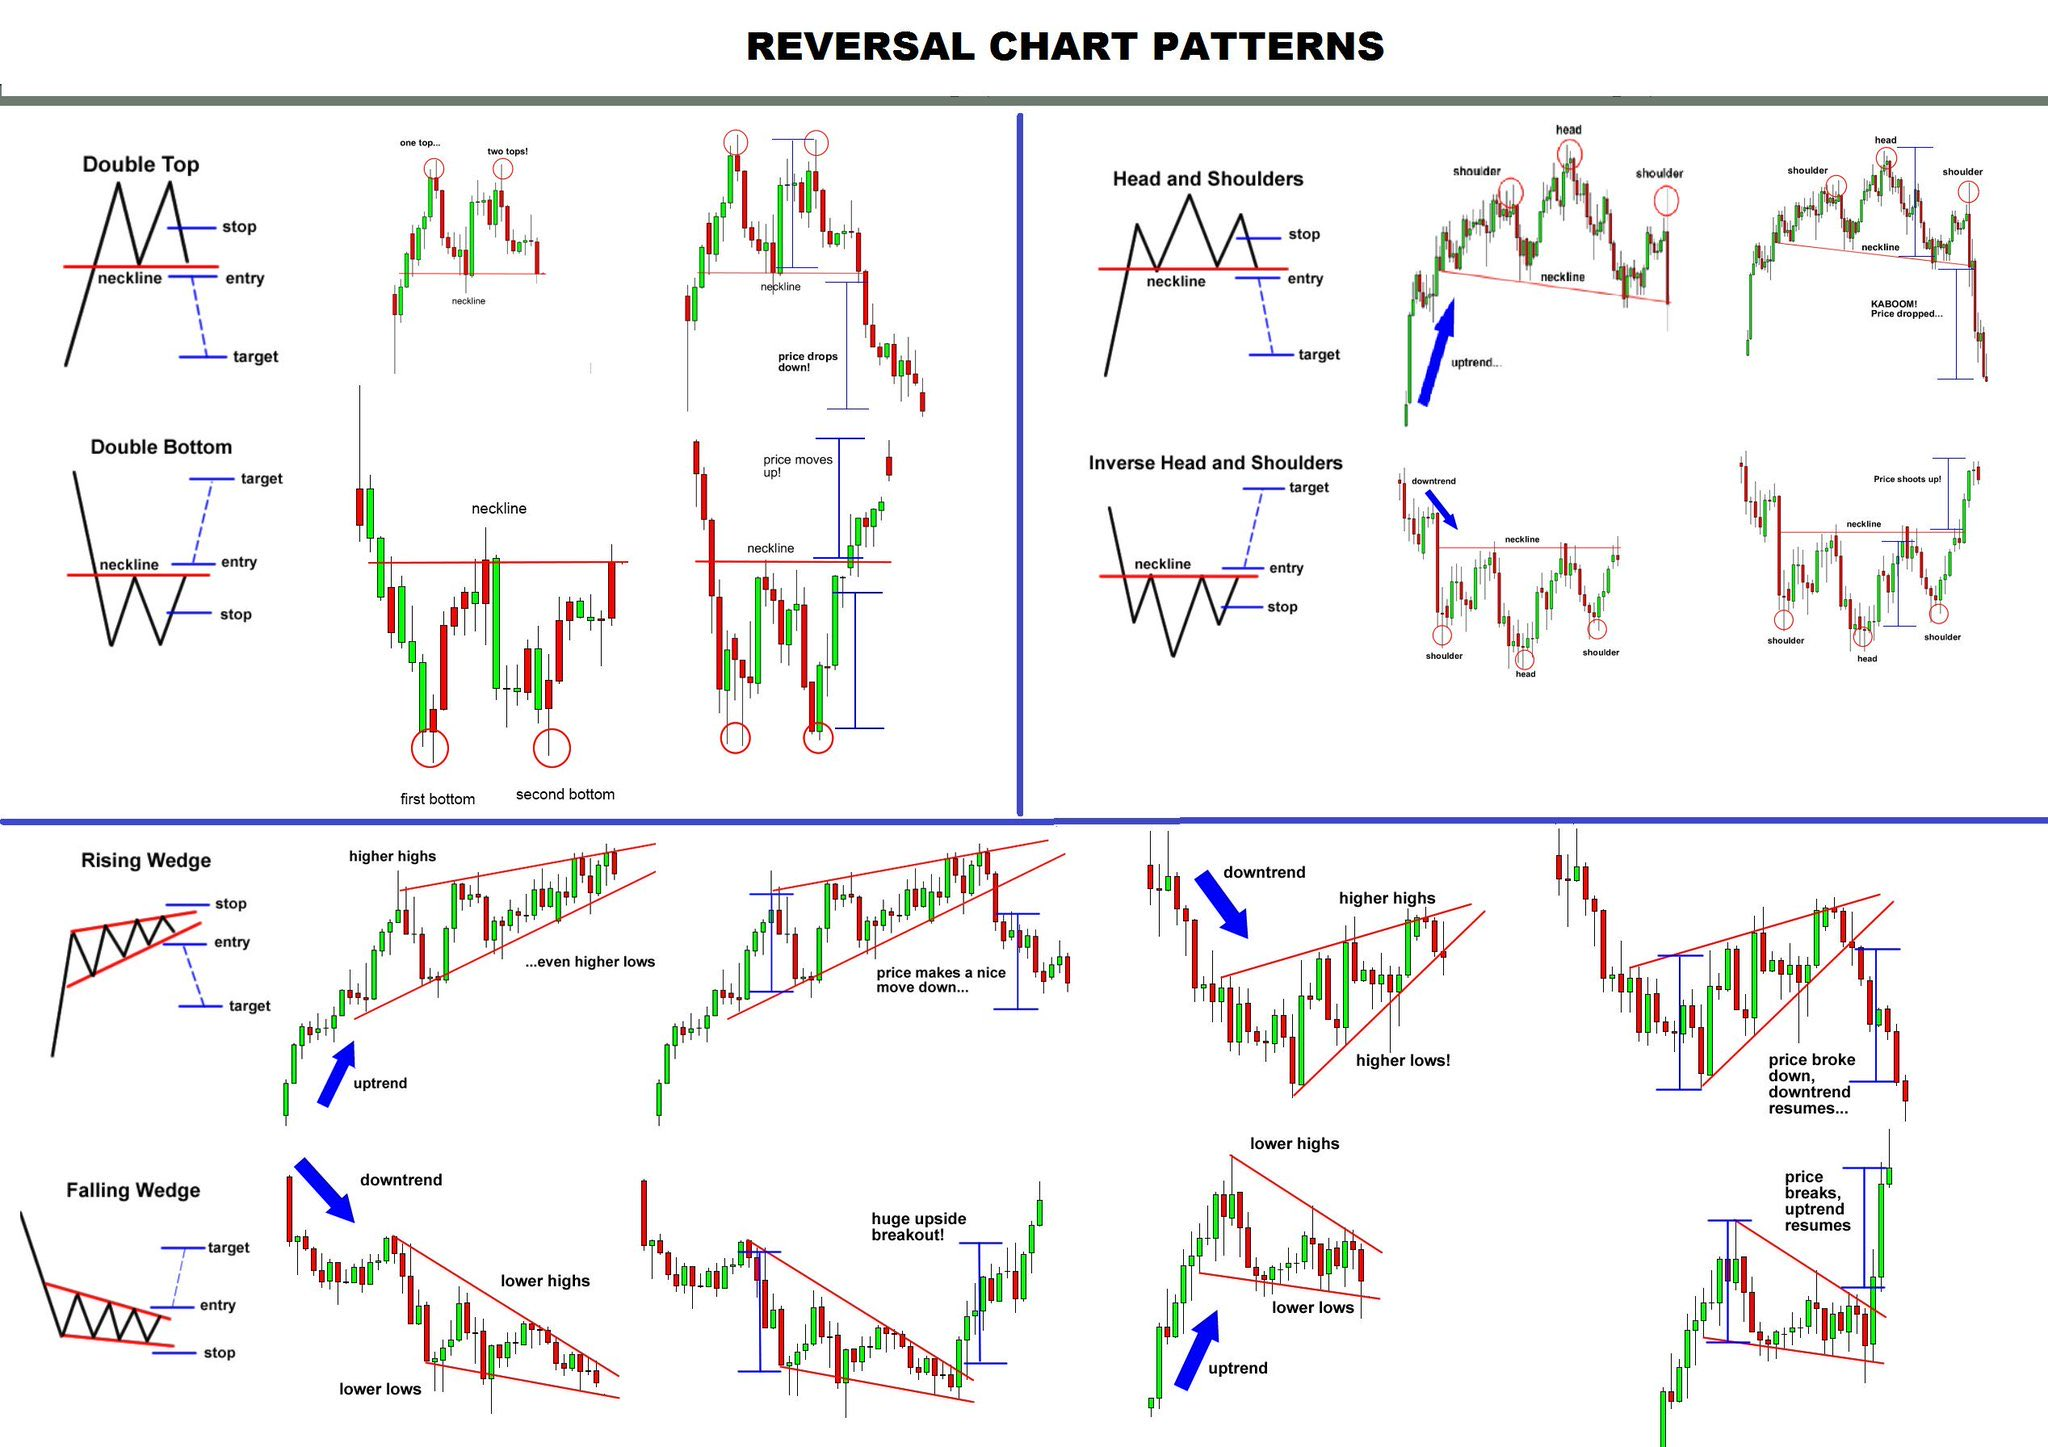 REVERSAL CHART PATTERNS
Double Top
stop
neckline
entry
target
one top...
two tops!
neckline
neckline
price drops
down!
Double Bottom
target
neckline
entry
stop
neckline
first bottom
second bottom
price moves
up!
neckline
Head and Shoulders
stop
neckline
entry
target
head
shoulder
shoulder
neckline
uptrend...
head
shoulder
shoulder
neckline
KABOOM!
Price dropped...
Inverse Head and Shoulders
target
neckline
entry
stop
downtrend
neckline
shoulder
shoulder
head
Price shoots up!
neckline
shoulder
shoulder
head
Rising Wedge
stop
entry
target
higher highs
...even higher lows
uptrend
price makes a nice
move down...
downtrend
higher highs
higher lows!
price broke
down,
downtrend
resumes...
Falling Wedge
target
entry
stop
downtrend
lower highs
lower lows
huge upside
breakout!
lower highs
lower lows
uptrend
price
breaks,
uptrend
resumes